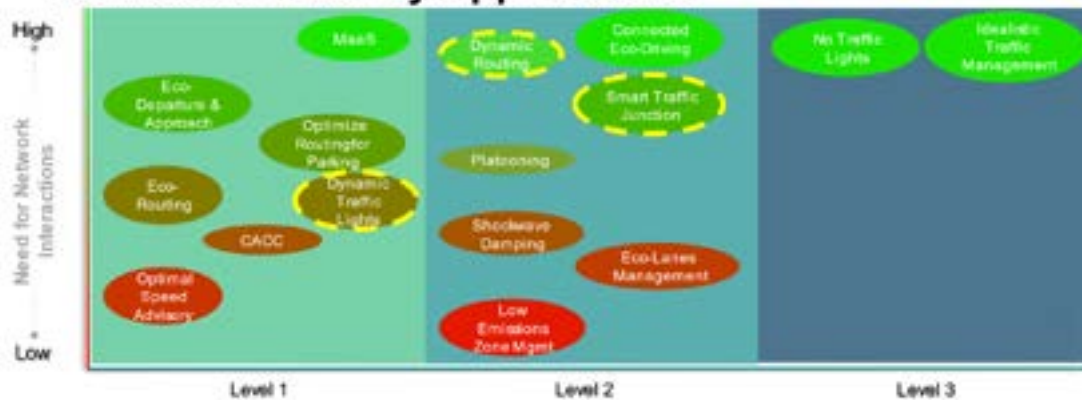 High
Need for Network
Interactions
Low
MaaS
Eco-
Departure &
Approach
Optimize
Routingfor
Parking
Eco-
Routing
Dynamic
Traffic
Lights
CACC
Optimal
Speed
Advisory
Dynamic
Routing
Connected
Eco-Driving
Smart Traffic
Junction
Platooning
Shockwave
Damping
Eco-Lanes
Management
Low
Emissions
Zone Mgmt
No Traffic
Lights
Idealistic
Traffic
Management
Level 1
Level 2
Level 3